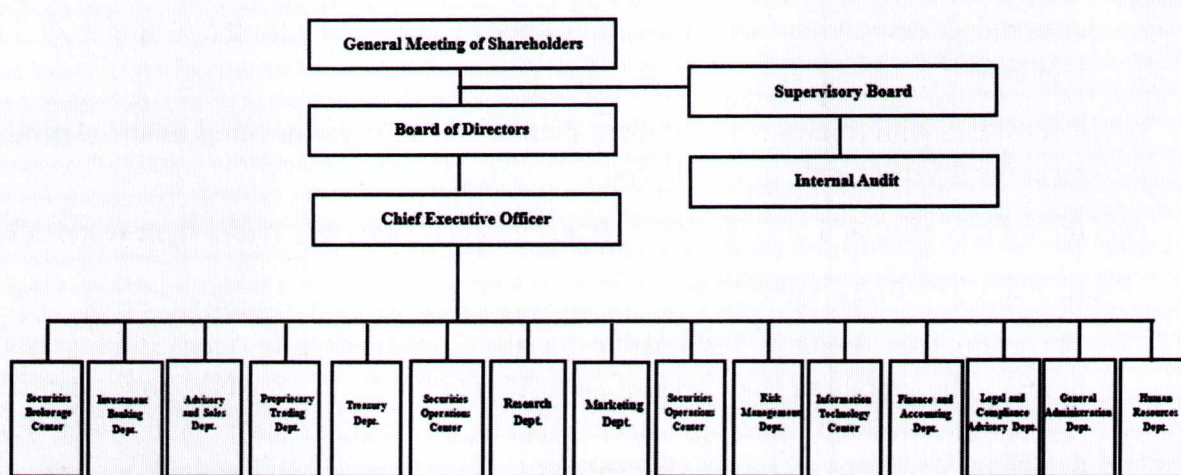 General Meeting of Shareholders
Supervisory Board
Board of Directors
Internal Audit
Chief Executive Officer
Securities
Brokerage
Center
Investment
Banking
Dept.
Advisory
and Sales
Dept.
Proprietary
Trading
Dept.
Treasury
Dept.
Securities
Operations
Center
Research
Dept.
Marketing
Dept.
Securities
Operations
Center
Risk
Management
Dept.
Information
Technology
Center
Finance and
Accounting
Dept.
Legal and
Compliance
Advisory Dept.
General
Administration
Dept.
Human
Resources
Dept.